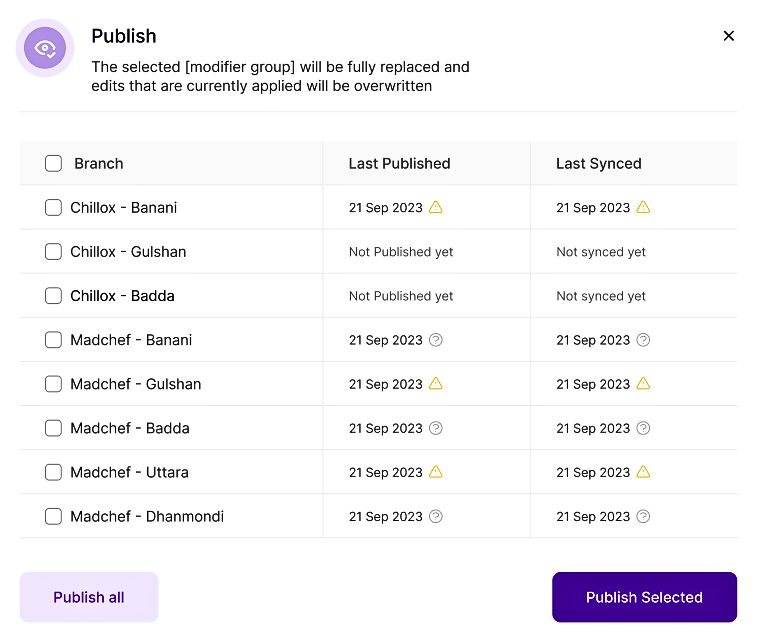 Publish
The selected [modifier group] will be fully replaced and
edits that are currently applied will be overwritten
Branch Last Published Last Synced
Chillox - Banani 21 Sep 2023 21 Sep 2023
Chillox - Gulshan Not Published yet Not synced yet
Chillox - Badda Not Published yet Not synced yet
Madchef - Banani 21 Sep 2023 21 Sep 2023
Madchef - Gulshan 21 Sep 2023 21 Sep 2023
Madchef - Badda 21 Sep 2023 21 Sep 2023
Madchef - Uttara 21 Sep 2023 21 Sep 2023
Madchef - Dhanmondi 21 Sep 2023 21 Sep 2023
Publish all Publish Selected